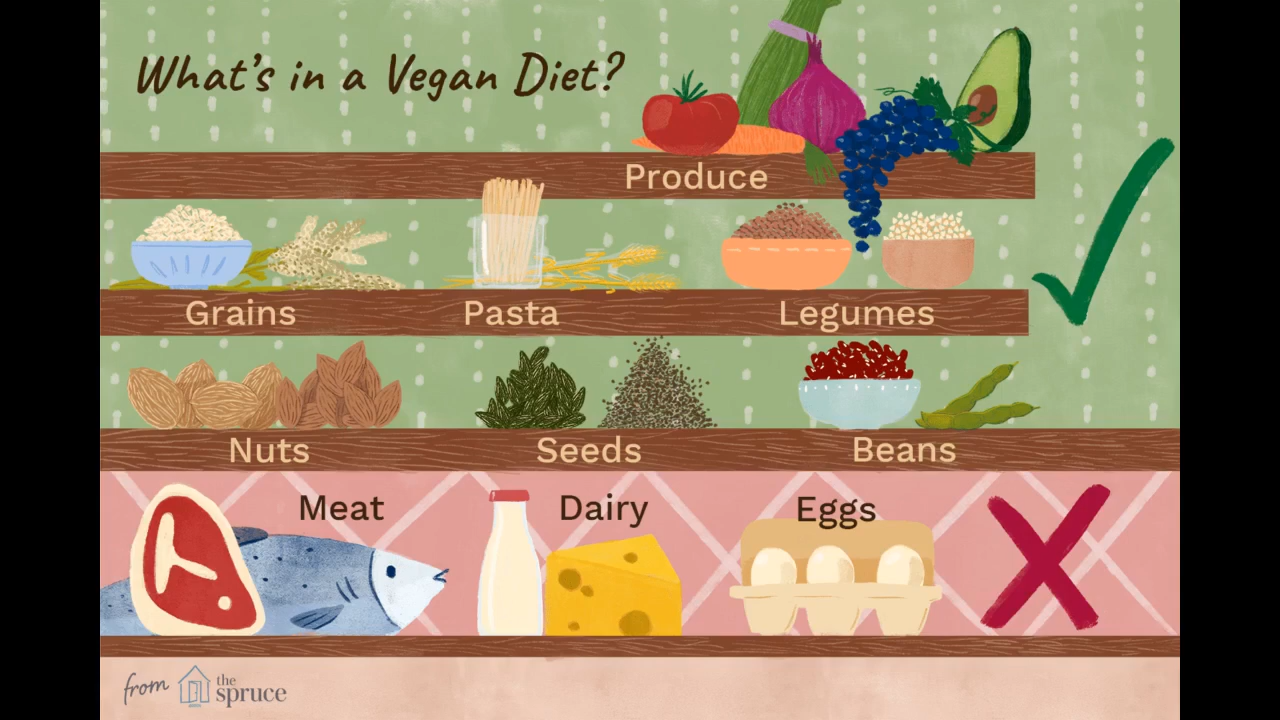 What's in a Vegan Diet?
Produce
Grains Pasta Legumes
Nuts Seeds Beans
Meat Dairy Eggs
from the spruce